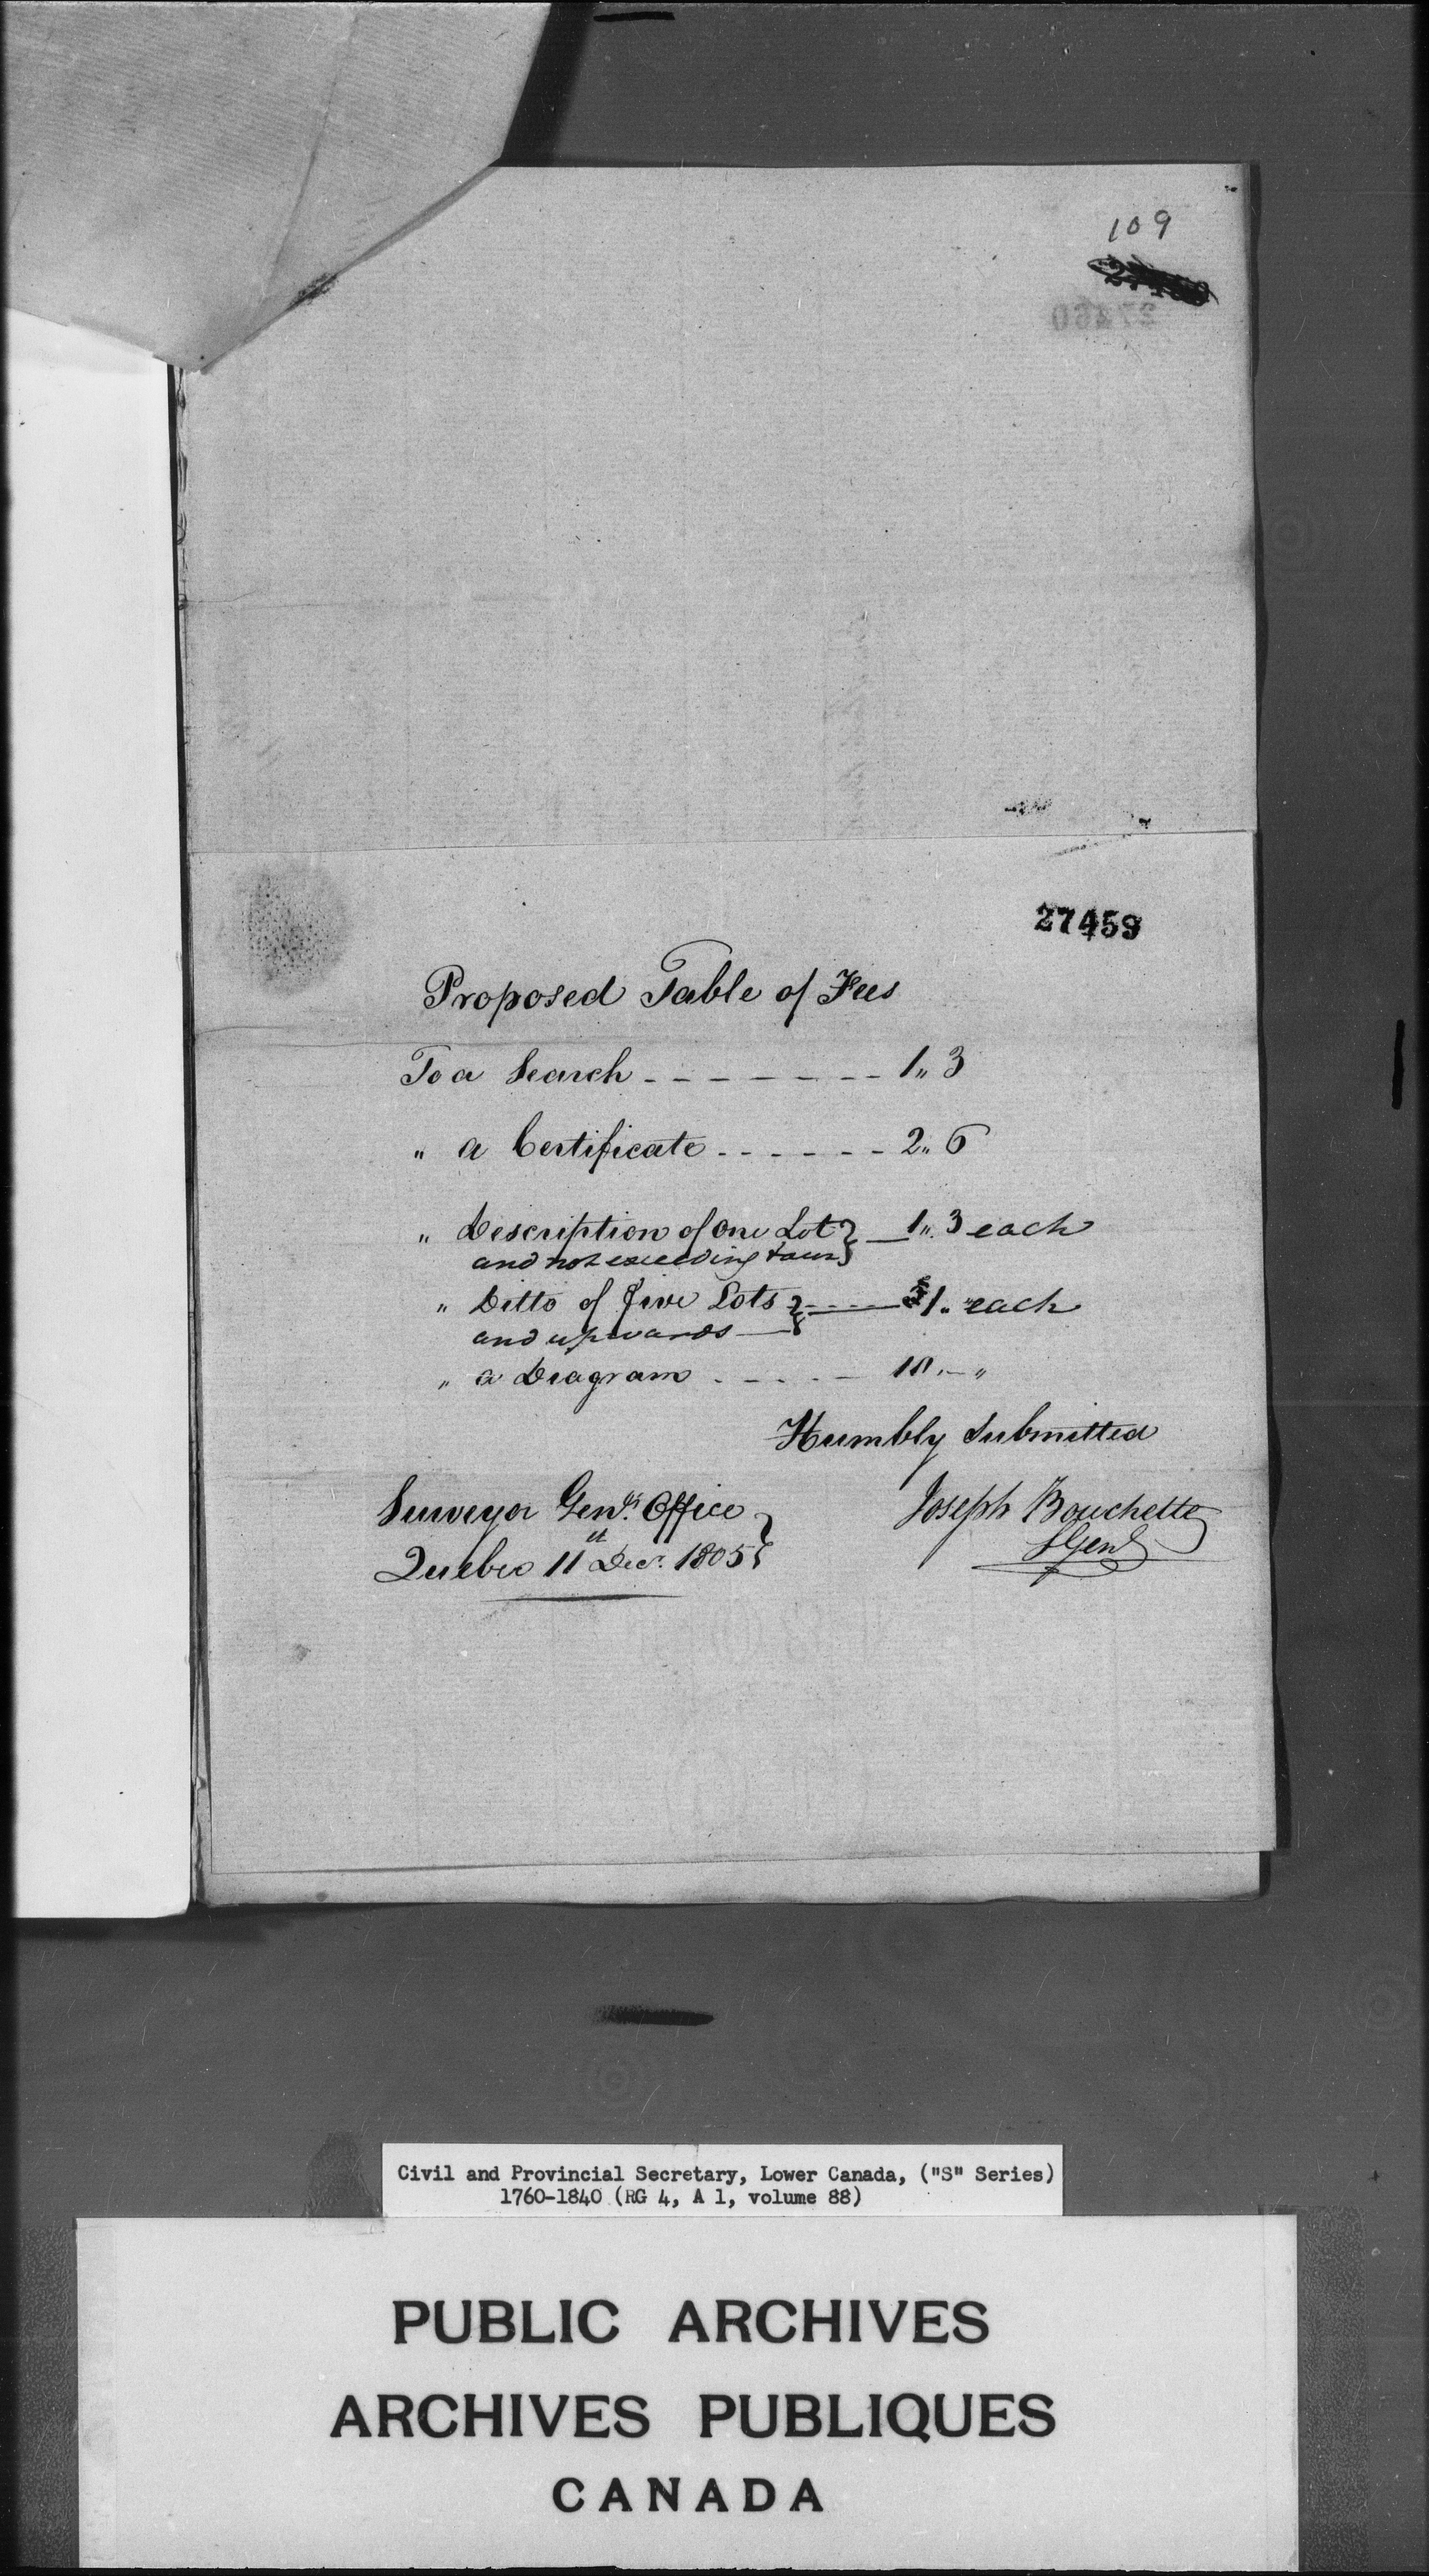 109
27460
27459
Proposed Table of Fees
To a Search - - - - - - - - 1,, 3
" a Certificate - - - - - - 2,, 6
" Description of One Lot } — 1,, 3 each
and not exceeding four
" Ditto of five Lots } - - - — 1,, " each
and upwards —
" a Diagram - - - - - 10 ,, — "
Humbly Submitted
Surveyor Genls. Office }
Joseph Bouchette
SGenl
Quebec 11th Decr. 1805
Civil and Provincial Secretary, Lower Canada, ("S" Series)
1760-1840 (RG 4, A 1, volume 88)
PUBLIC ARCHIVES
ARCHIVES PUBLIQUES
CANADA